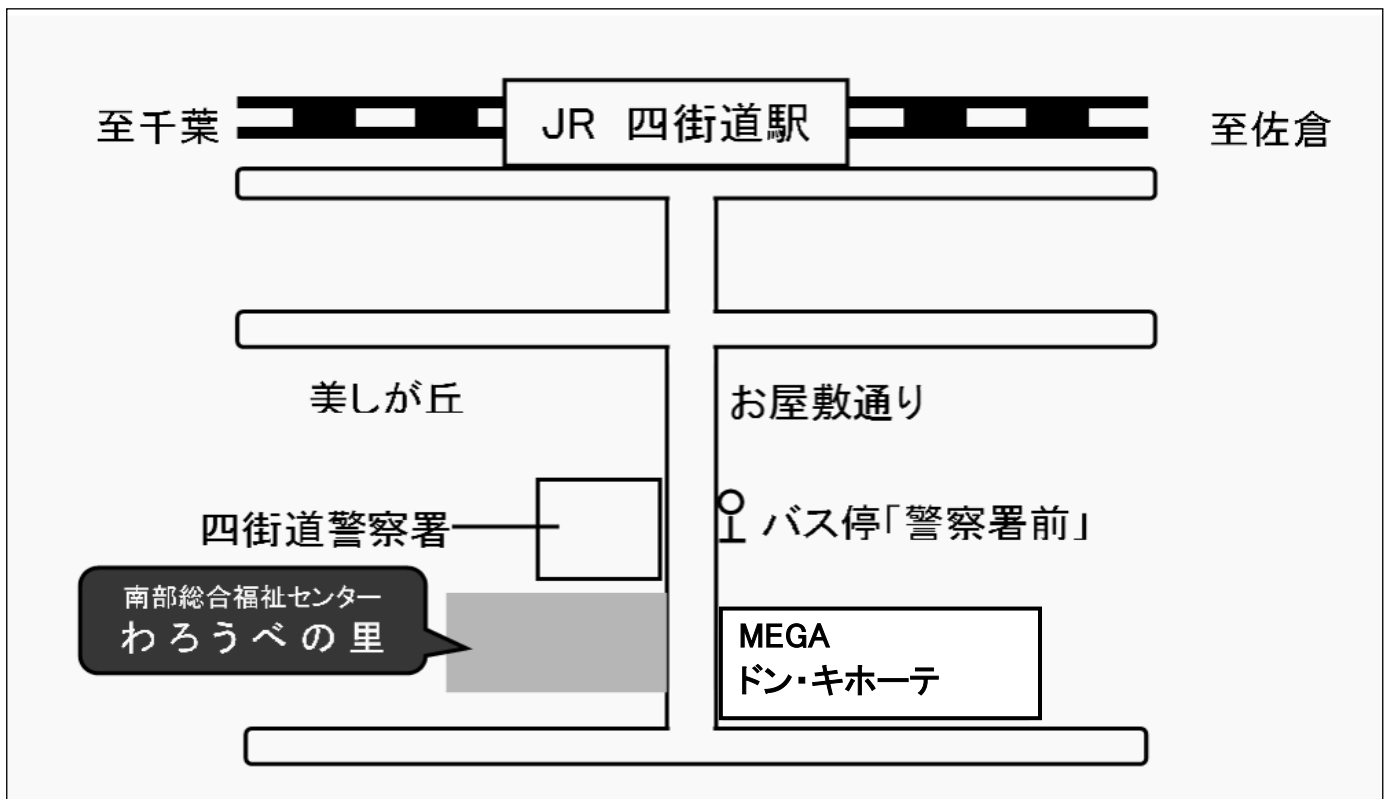 至千葉
JR 四街道駅
至佐倉
美しが丘
お屋敷通り
四街道警察署
バス停「警察署前」
南部総合福祉センター
わろうべの里
MEGA
ドン・キホーテ